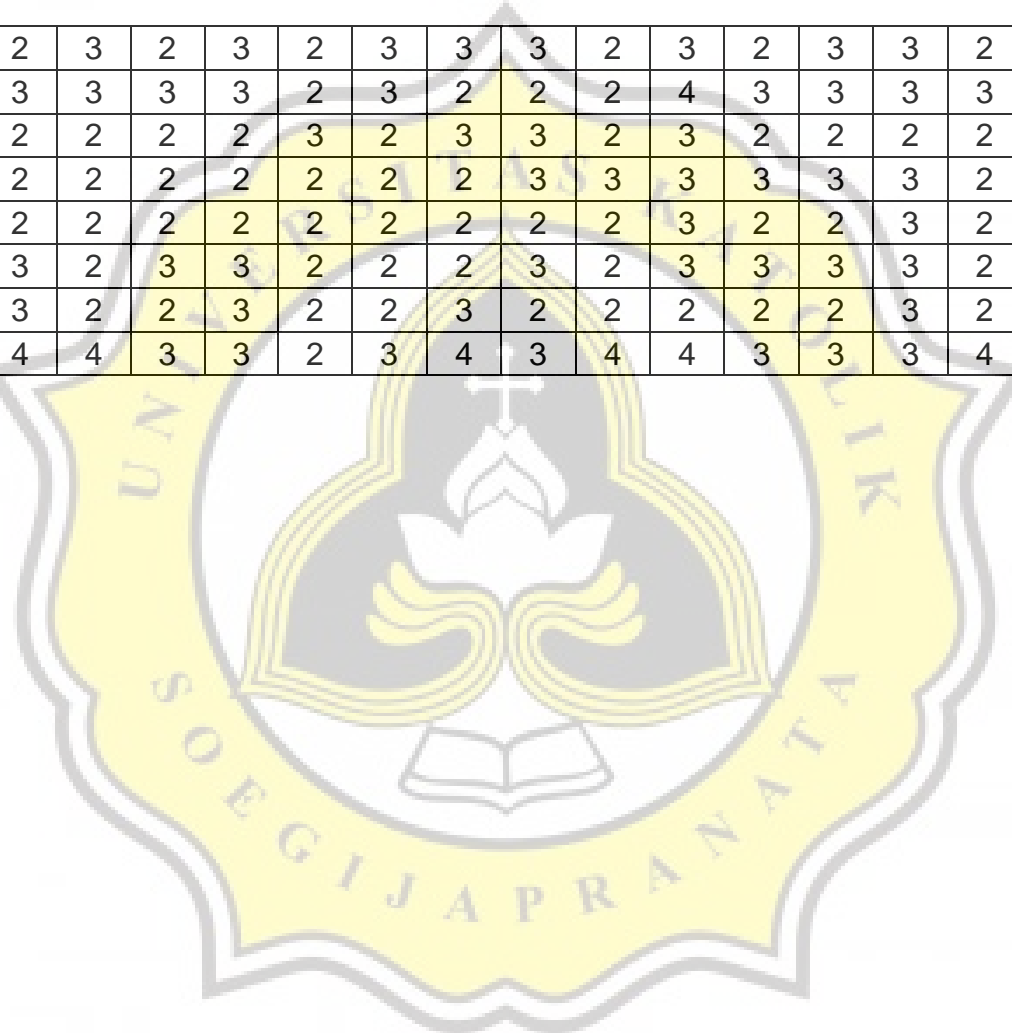 2 3 2 3 2 3 3 3 2 3 2 3 3 2
3 3 3 3 2 3 2 2 2 4 3 3 3 3
2 2 2 2 3 2 3 3 2 3 2 2 2 2
2 2 2 2 2 2 2 3 3 3 3 3 3 2
2 2 2 2 2 2 2 2 2 3 2 2 3 2
3 2 3 3 2 2 2 3 2 3 3 3 3 2
3 2 2 3 2 2 3 2 2 2 2 2 3 2
4 4 3 3 2 3 4 3 4 4 3 3 3 4
UNIVERSITAS KATOLIK
SOEGIJAPRANATA